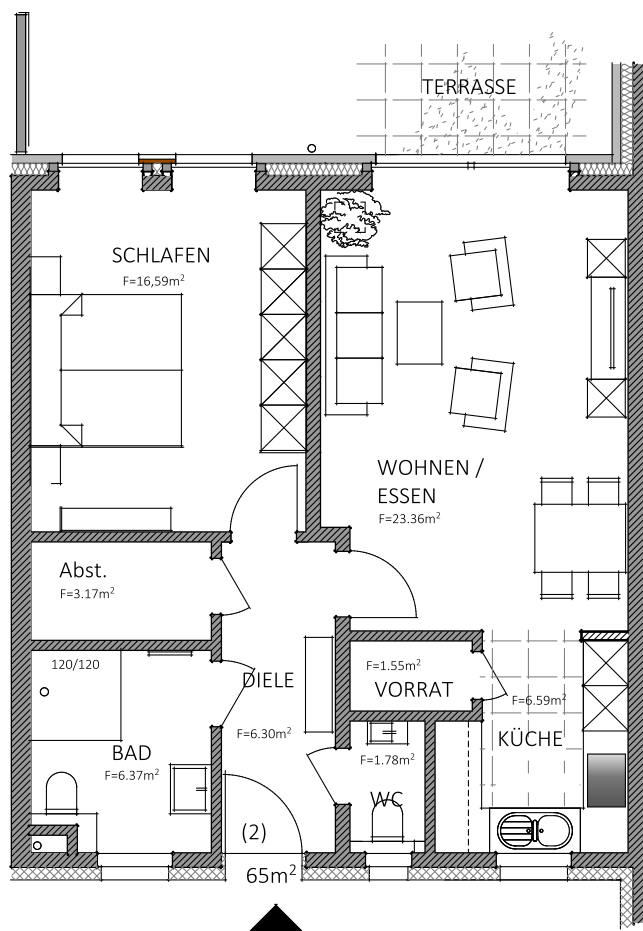 TERRASSE
SCHLAFEN
F=16,59m²
WOHNEN /
ESSEN
F=23.36m²
Abst.
F=3.17m²
120/120
DIELE
F=6.30m²
F=1.55m²
VORRAT
F=6.59m²
KÜCHE
BAD
F=6.37m²
F=1.78m²
WC
(2)
65m²